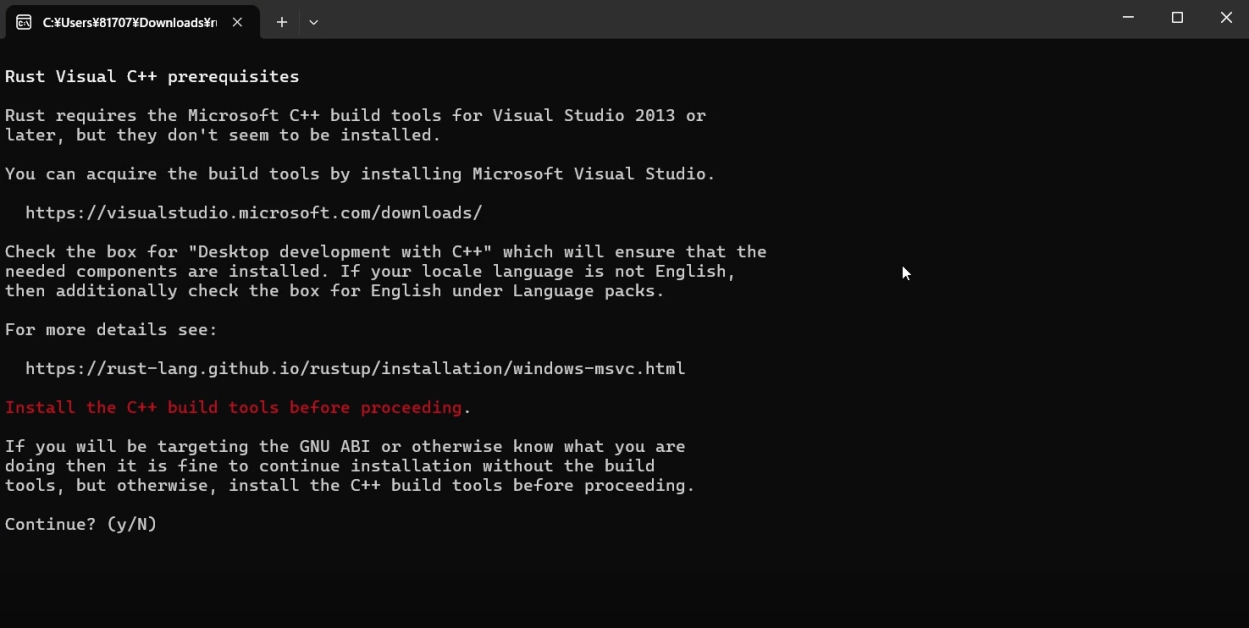 C:¥Users¥81707¥Downloads¥r
Rust Visual C++ prerequisites
Rust requires the Microsoft C++ build tools for Visual Studio 2013 or
later, but they don't seem to be installed.
You can acquire the build tools by installing Microsoft Visual Studio.
https://visualstudio.microsoft.com/downloads/
Check the box for "Desktop development with C++" which will ensure that the
needed components are installed. If your locale language is not English,
then additionally check the box for English under Language packs.
For more details see:
https://rust-lang.github.io/rustup/installation/windows-msvc.html
Install the C++ build tools before proceeding.
If you will be targeting the GNU ABI or otherwise know what you are
doing then it is fine to continue installation without the build
tools, but otherwise, install the C++ build tools before proceeding.
Continue? (y/N)